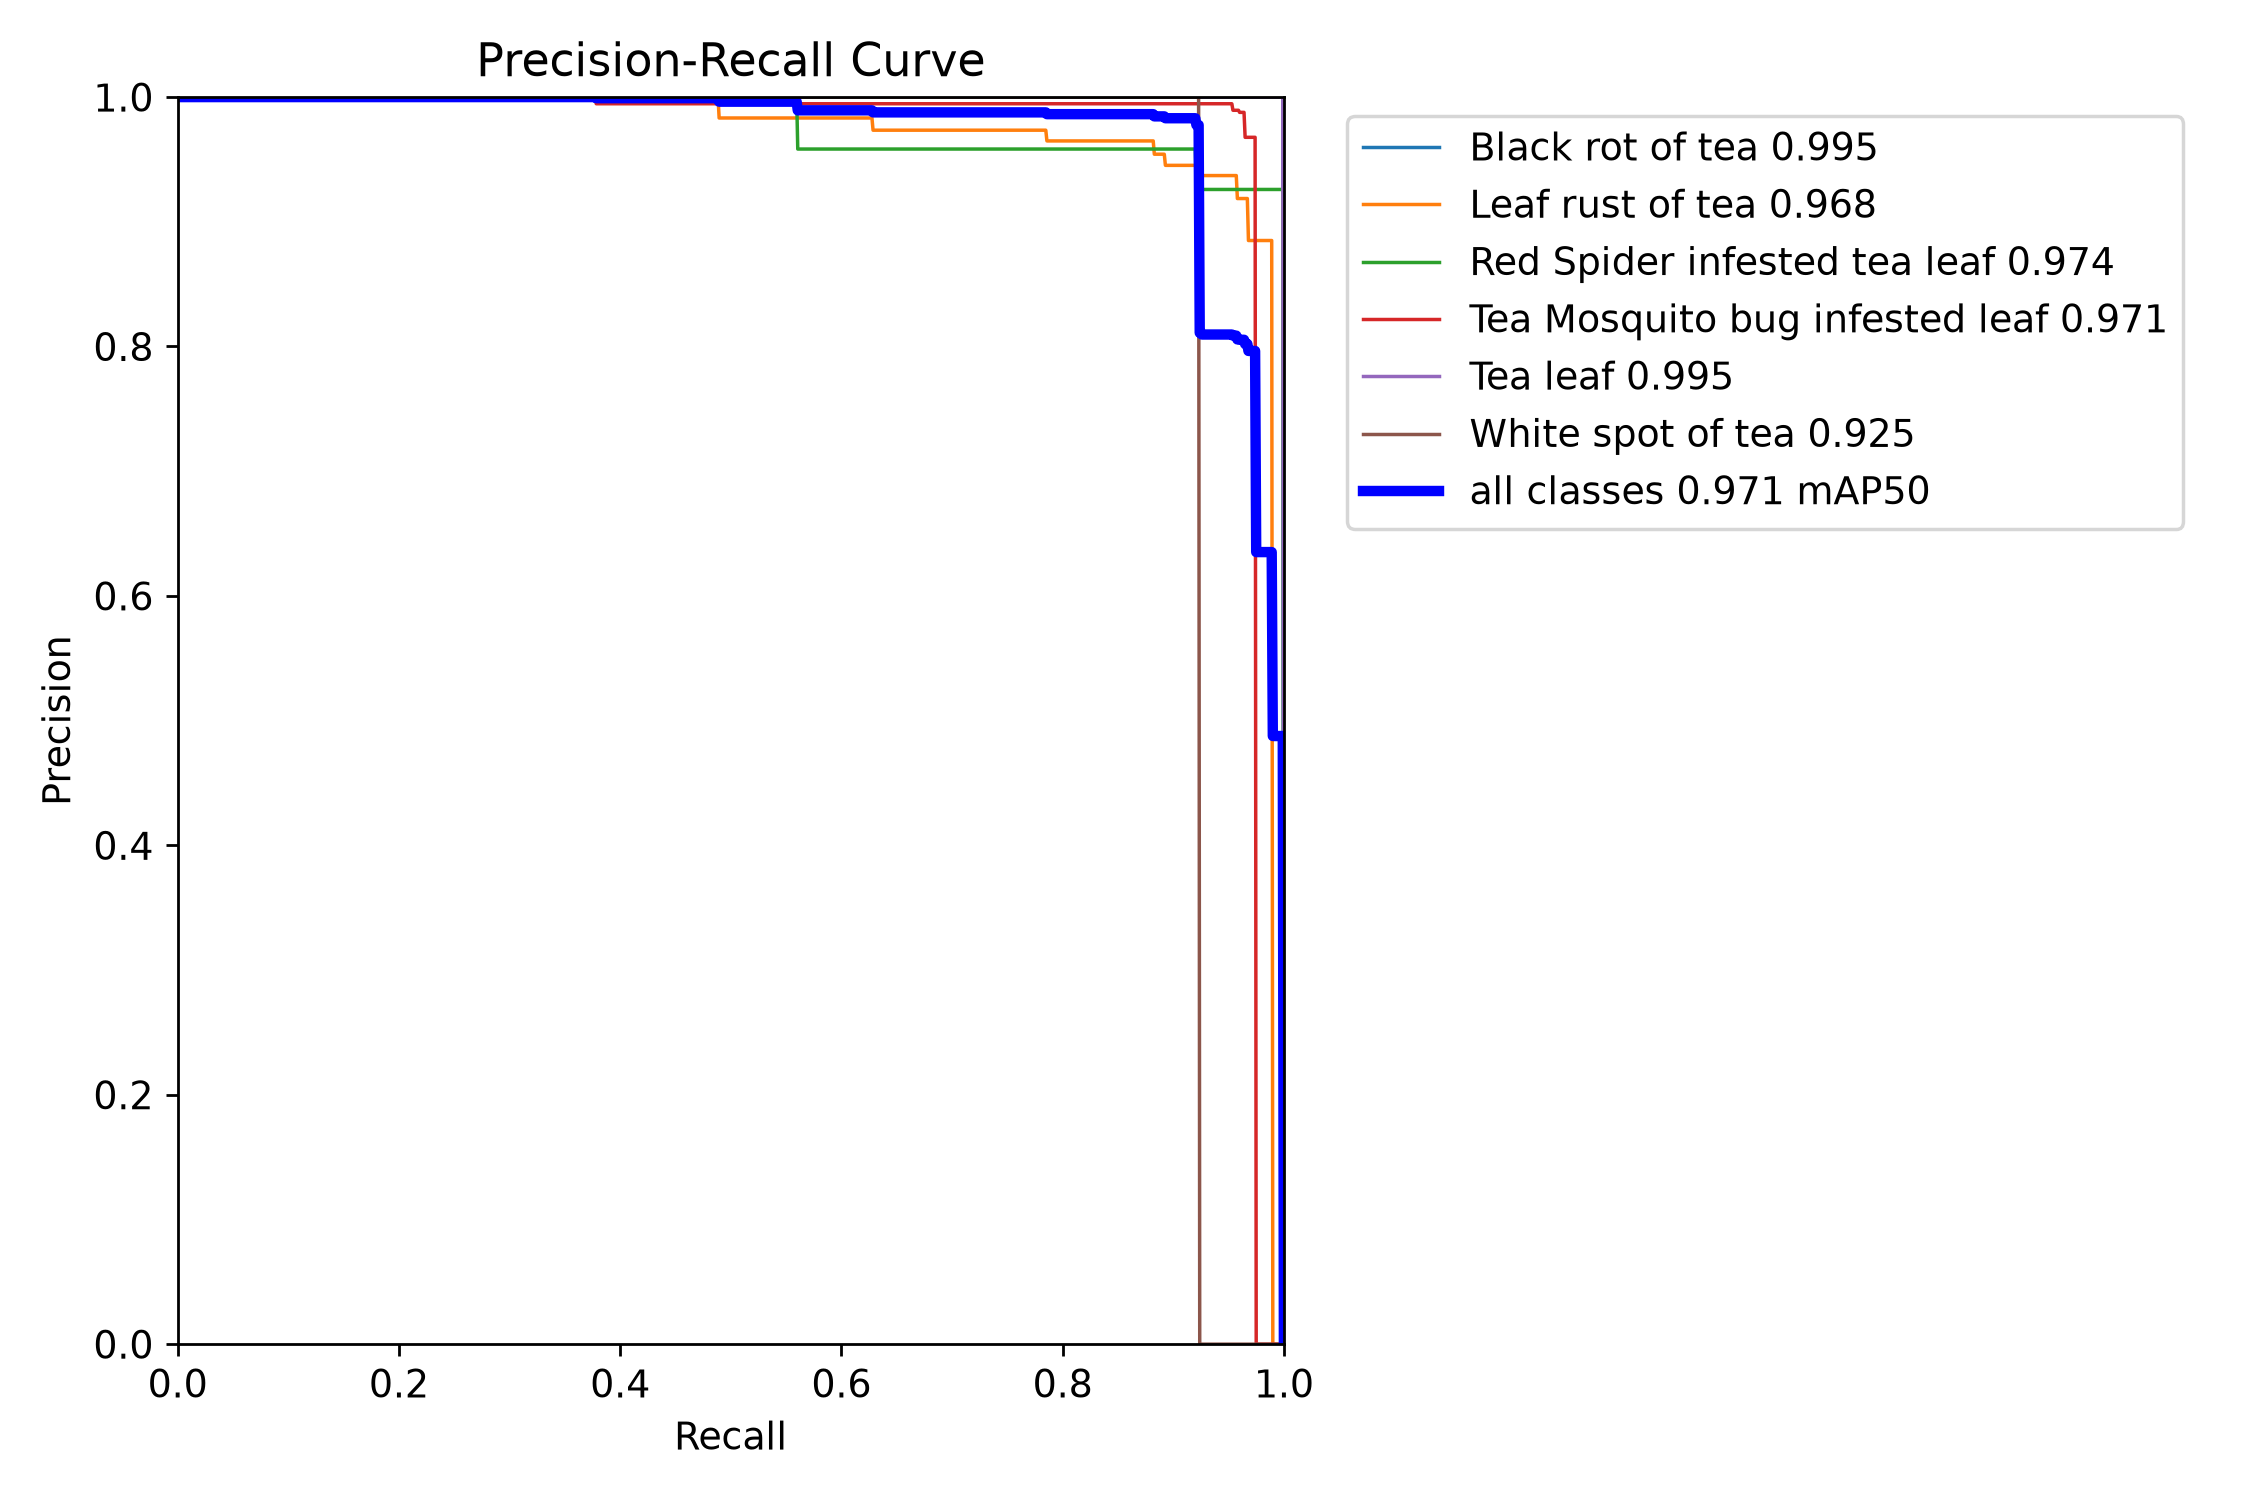 Precision-Recall Curve
1.0
0.8
0.6
0.4
0.2
0.0
Precision
0.0 0.2 0.4 0.6 0.8 1.0
Recall
Black rot of tea 0.995
Leaf rust of tea 0.968
Red Spider infested tea leaf 0.974
Tea Mosquito bug infested leaf 0.971
Tea leaf 0.995
White spot of tea 0.925
all classes 0.971 mAP50